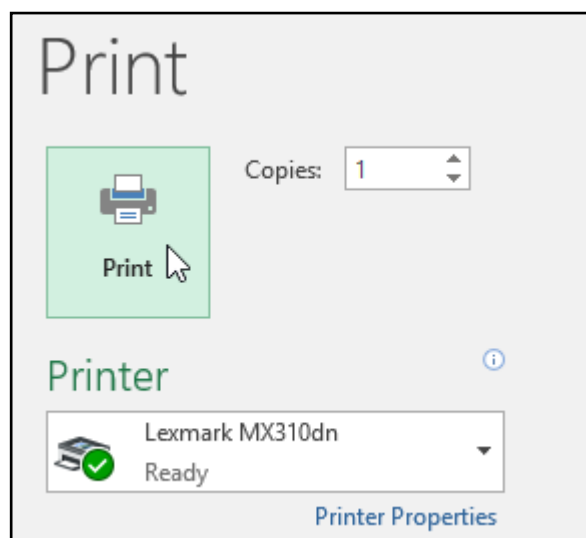 Print
Copies: 1
Print
Printer
Lexmark MX310dn
Ready
Printer Properties